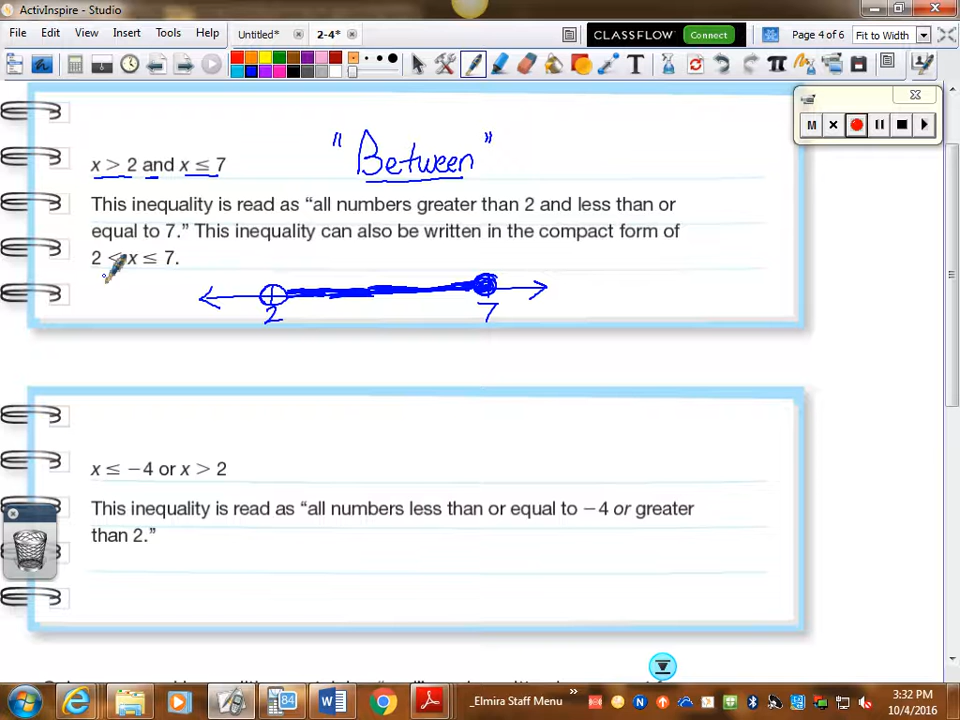 ActivInspire - Studio
File Edit View Insert Tools Help
Untitled* 2-4*
CLASSFLOW Connect
Page 4 of 6
Fit to Width
M
x > 2 and x ≤ 7
"Between"
This inequality is read as “all numbers greater than 2 and less than or
equal to 7.” This inequality can also be written in the compact form of
2 < x ≤ 7.
2 7
x ≤ −4 or x > 2
This inequality is read as “all numbers less than or equal to −4 or greater
than 2.”
84
_Elmira Staff Menu
3:32 PM
10/4/2016